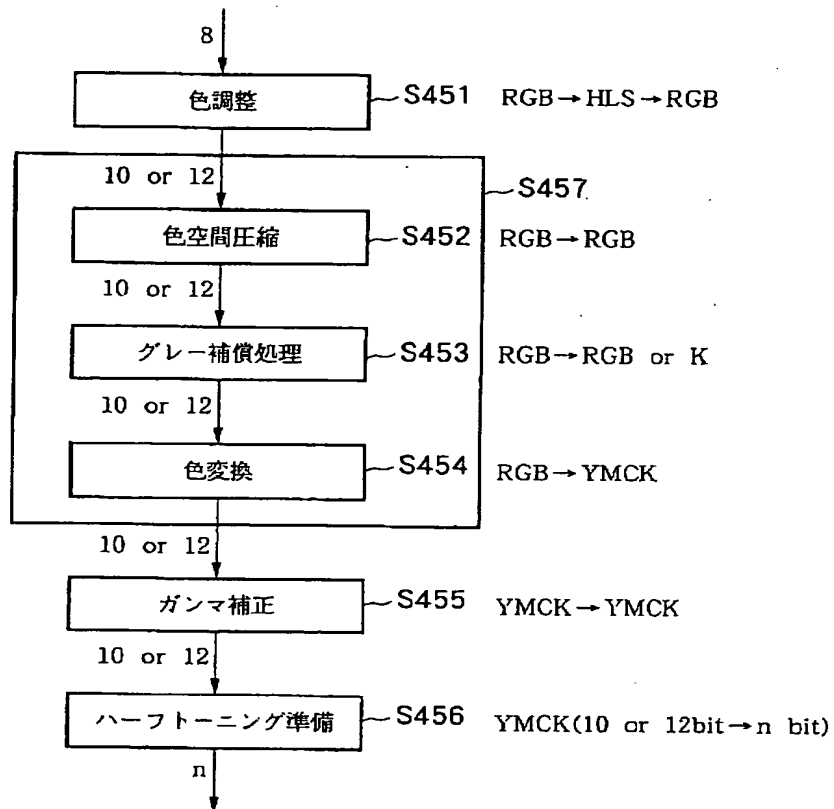 8
色調整 S451 RGB→HLS→RGB
10 or 12 S457
色空間圧縮 S452 RGB→RGB
10 or 12
グレー補償処理 S453 RGB→RGB or K
10 or 12
色変換 S454 RGB→YMCK
10 or 12
ガンマ補正 S455 YMCK→YMCK
10 or 12
ハーフトーニング準備 S456 YMCK(10 or 12bit→n bit)
n